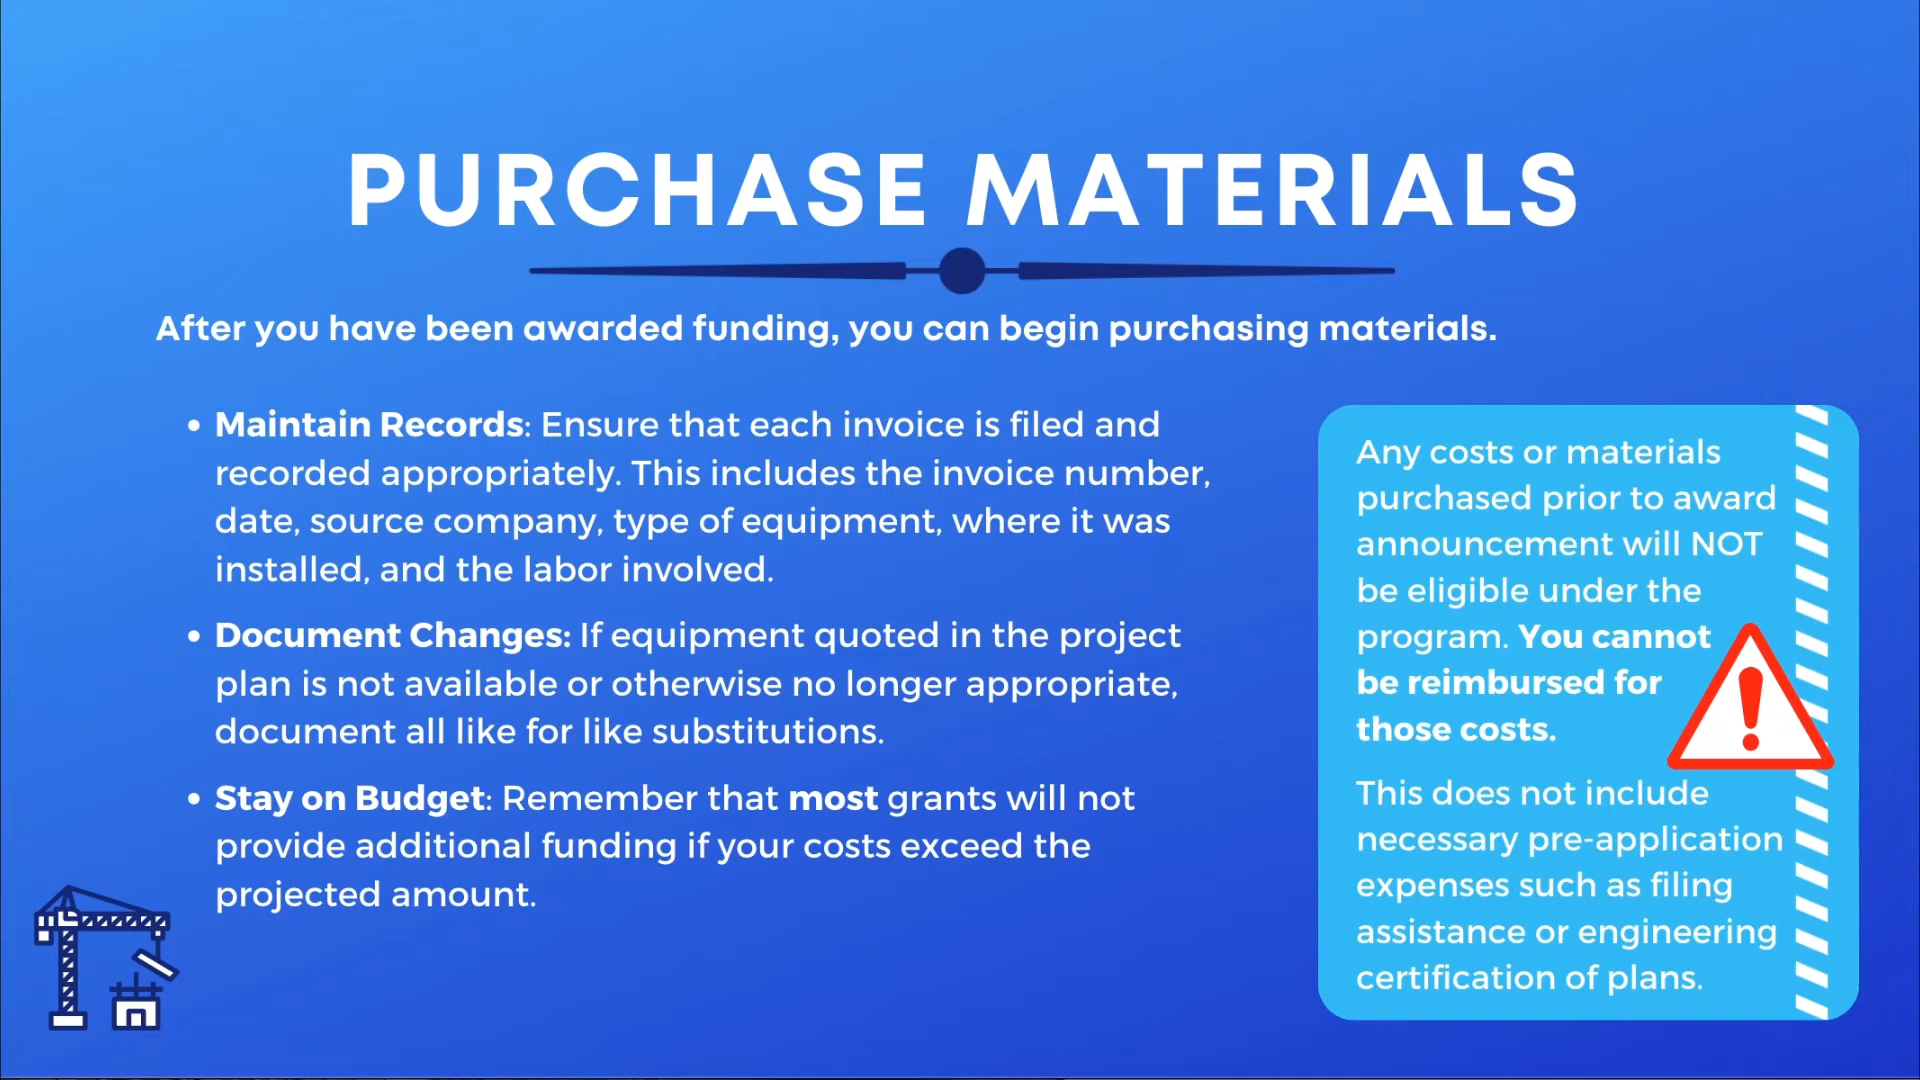 PURCHASE MATERIALS
After you have been awarded funding, you can begin purchasing materials.
• Maintain Records: Ensure that each invoice is filed and
recorded appropriately. This includes the invoice number,
date, source company, type of equipment, where it was
installed, and the labor involved.
• Document Changes: If equipment quoted in the project
plan is not available or otherwise no longer appropriate,
document all like for like substitutions.
• Stay on Budget: Remember that most grants will not
provide additional funding if your costs exceed the
projected amount.
Any costs or materials
purchased prior to award
announcement will NOT
be eligible under the
program. You cannot
be reimbursed for
those costs.
This does not include
necessary pre-application
expenses such as filing
assistance or engineering
certification of plans.